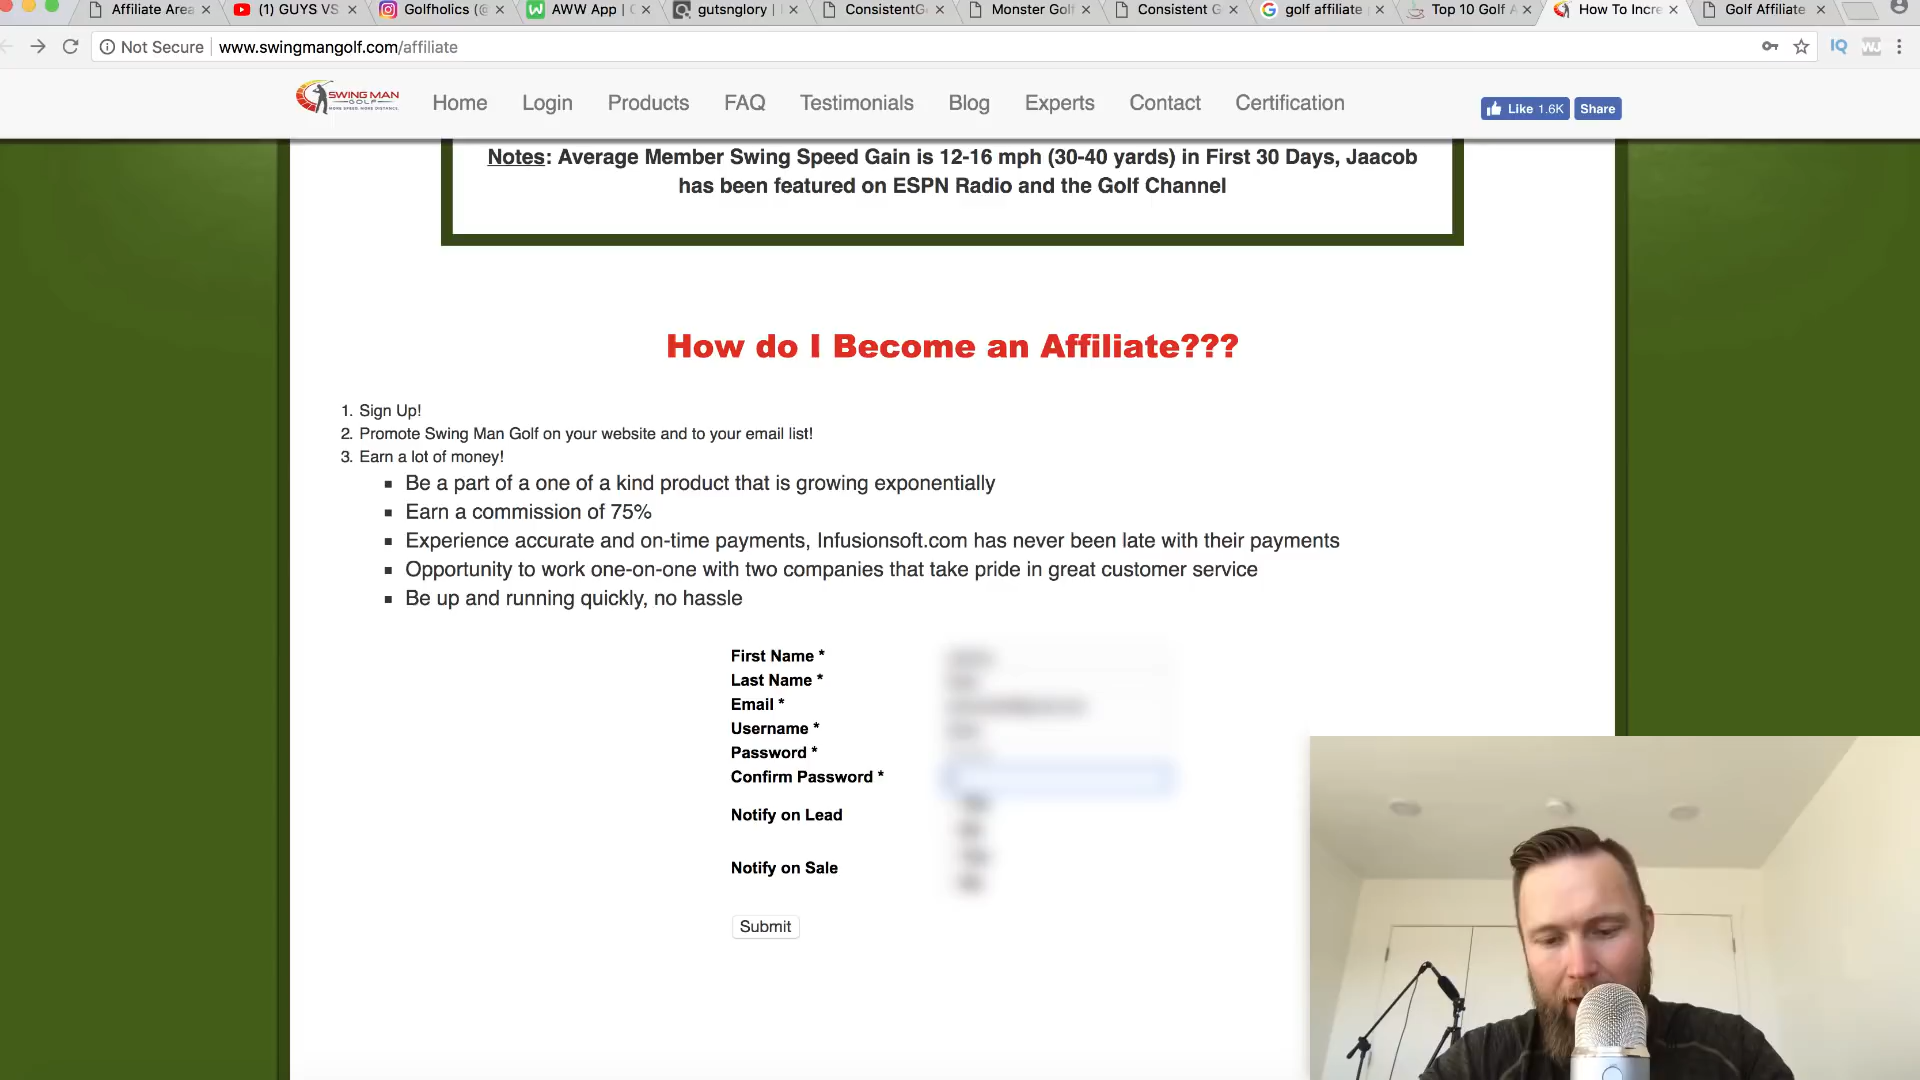 Affiliate Area
(1) GUYS VS
Golfholics (@
AWW App | O
gutsnglory |
ConsistentG
Monster Golf
Consistent G
golf affiliate
Top 10 Golf A
How To Incre
Golf Affiliate
Not Secure
www.swingmangolf.com/affiliate
IQ
SWING MAN
GOLF
MORE SPEED. MORE DISTANCE.
Home
Login
Products
FAQ
Testimonials
Blog
Experts
Contact
Certification
Like 1.6K
Share
Notes: Average Member Swing Speed Gain is 12-16 mph (30-40 yards) in First 30 Days, Jaacob
has been featured on ESPN Radio and the Golf Channel
How do I Become an Affiliate???
1. Sign Up!
2. Promote Swing Man Golf on your website and to your email list!
3. Earn a lot of money!
Be a part of a one of a kind product that is growing exponentially
Earn a commission of 75%
Experience accurate and on-time payments, Infusionsoft.com has never been late with their payments
Opportunity to work one-on-one with two companies that take pride in great customer service
Be up and running quickly, no hassle
First Name *
Last Name *
Email *
Username *
Password *
Confirm Password *
Notify on Lead
Notify on Sale
Submit